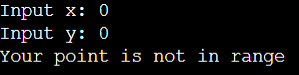 Input x: 0
Input y: 0
Your point is not in range